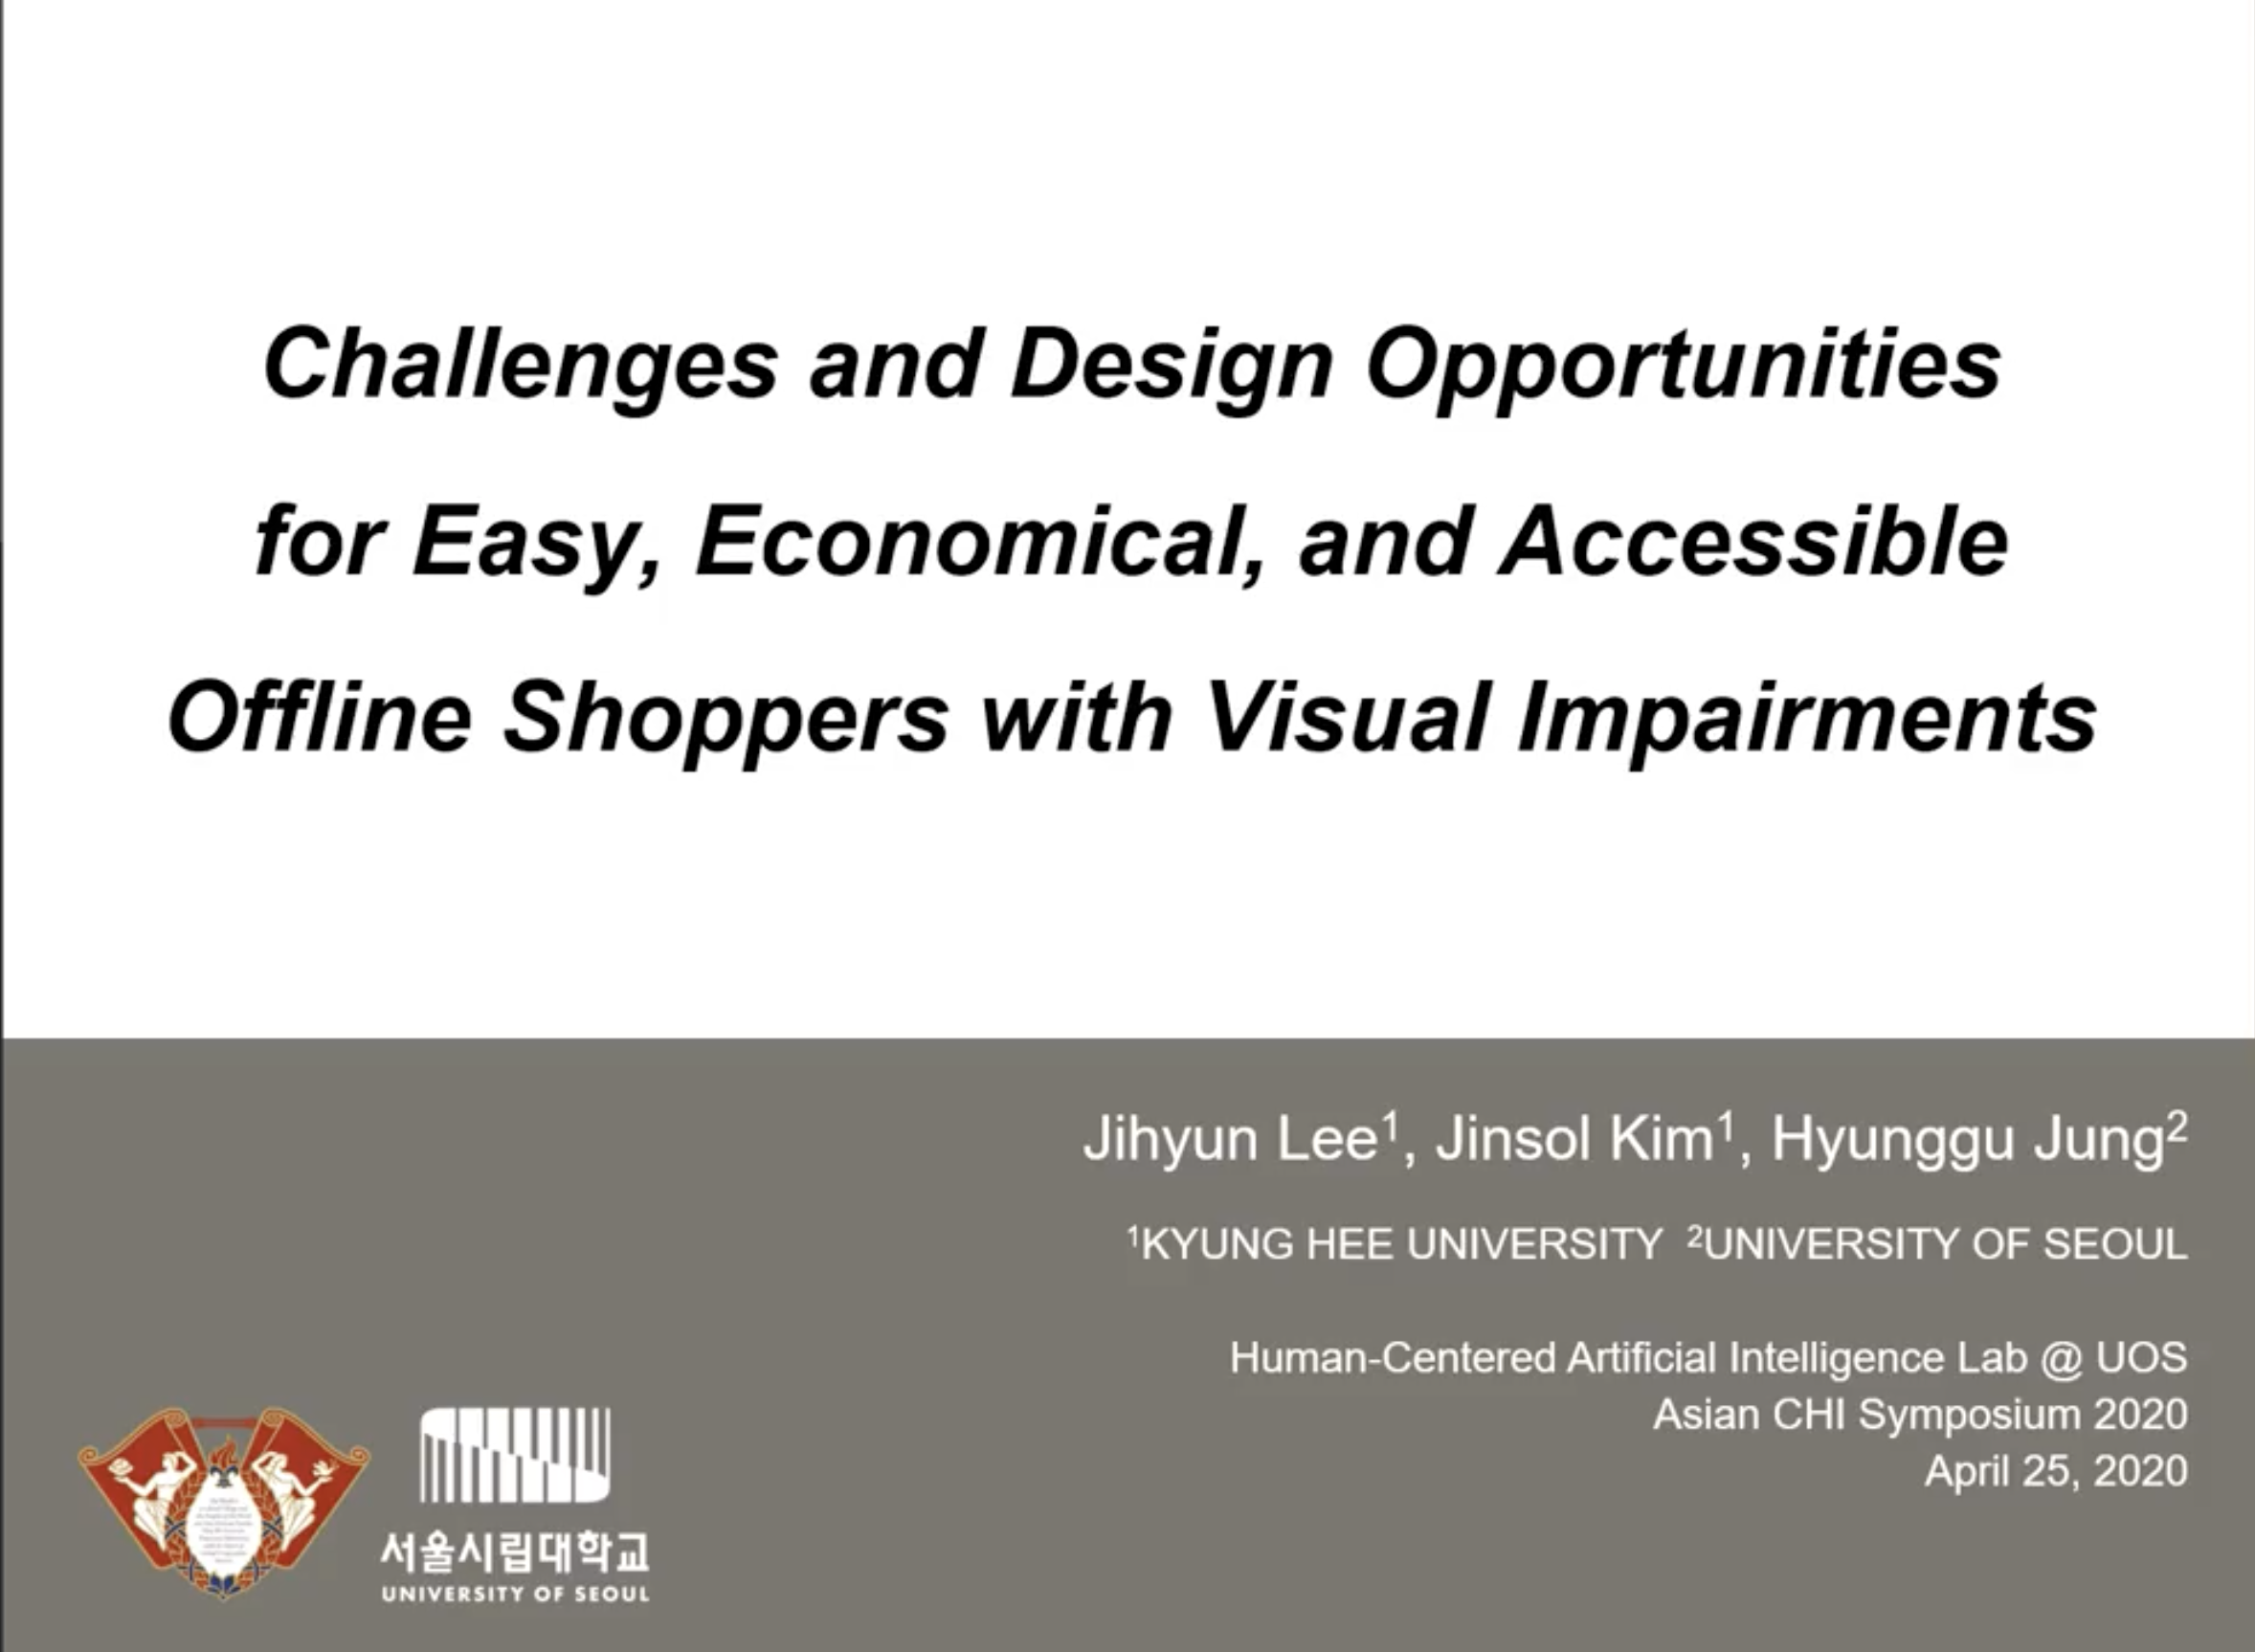 Challenges and Design Opportunities
for Easy, Economical, and Accessible
Offline Shoppers with Visual Impairments
Jihyun Lee¹, Jinsol Kim¹, Hyunggu Jung²
¹KYUNG HEE UNIVERSITY ²UNIVERSITY OF SEOUL
Human-Centered Artificial Intelligence Lab @ UOS
Asian CHI Symposium 2020
April 25, 2020
서울시립대학교
UNIVERSITY OF SEOUL